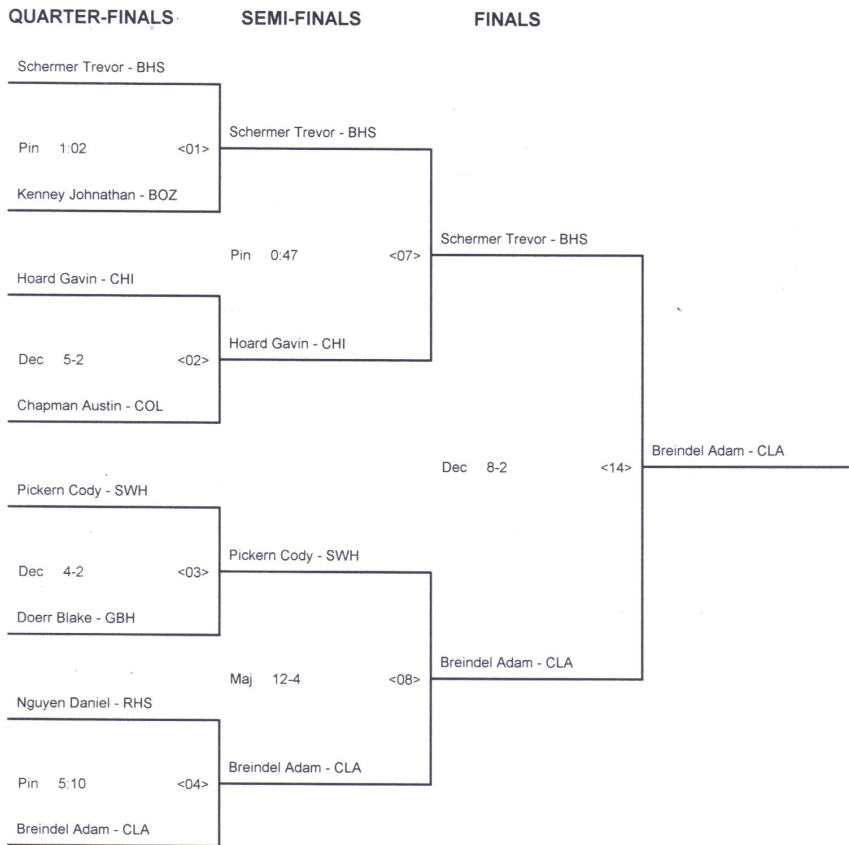 QUARTER-FINALS SEMI-FINALS FINALS
Schermer Trevor - BHS
Schermer Trevor - BHS
Pin 1:02 <01>
Kenney Johnathan - BOZ
Schermer Trevor - BHS
Pin 0:47 <07>
Hoard Gavin - CHI
Hoard Gavin - CHI
Dec 5-2 <02>
Chapman Austin - COL
Breindel Adam - CLA
Dec 8-2 <14>
Pickern Cody - SWH
Pickern Cody - SWH
Dec 4-2 <03>
Doerr Blake - GBH
Breindel Adam - CLA
Maj 12-4 <08>
Nguyen Daniel - RHS
Breindel Adam - CLA
Pin 5:10 <04>
Breindel Adam - CLA